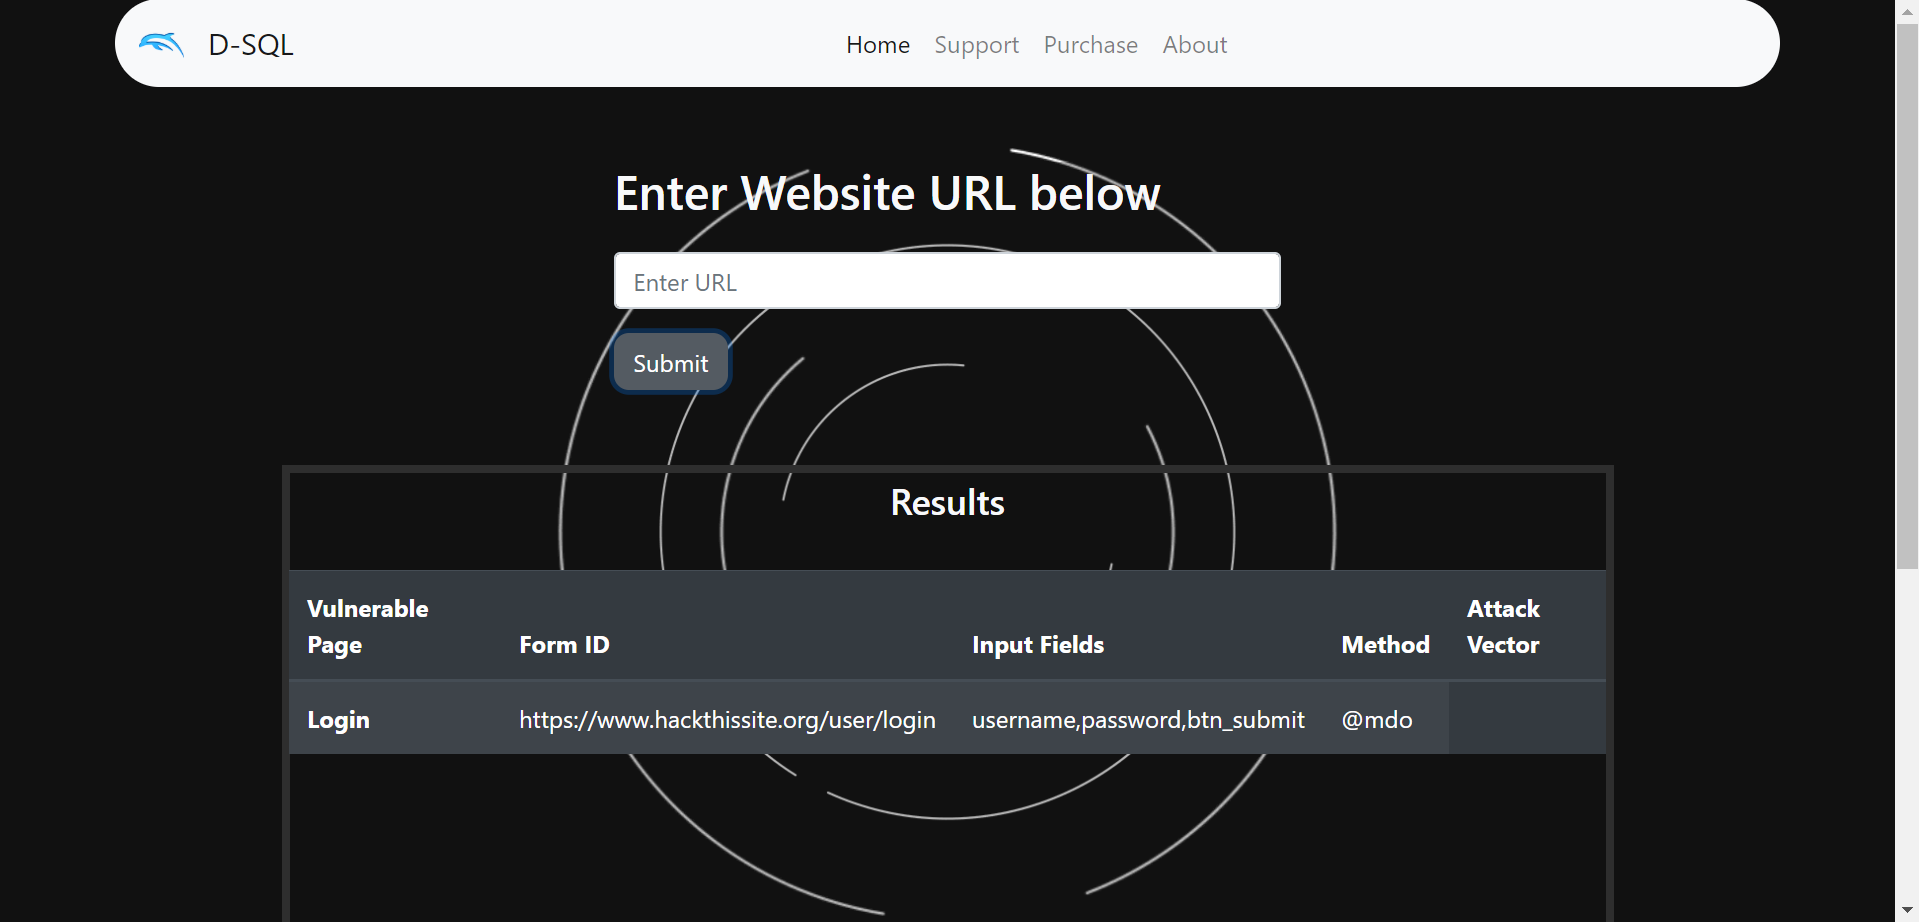 D-SQL
Home Support Purchase About
Enter Website URL below
Enter URL
Submit
Results
Vulnerable Page Form ID Input Fields Method Attack Vector
Login https://www.hackthissite.org/user/login username,password,btn_submit @mdo